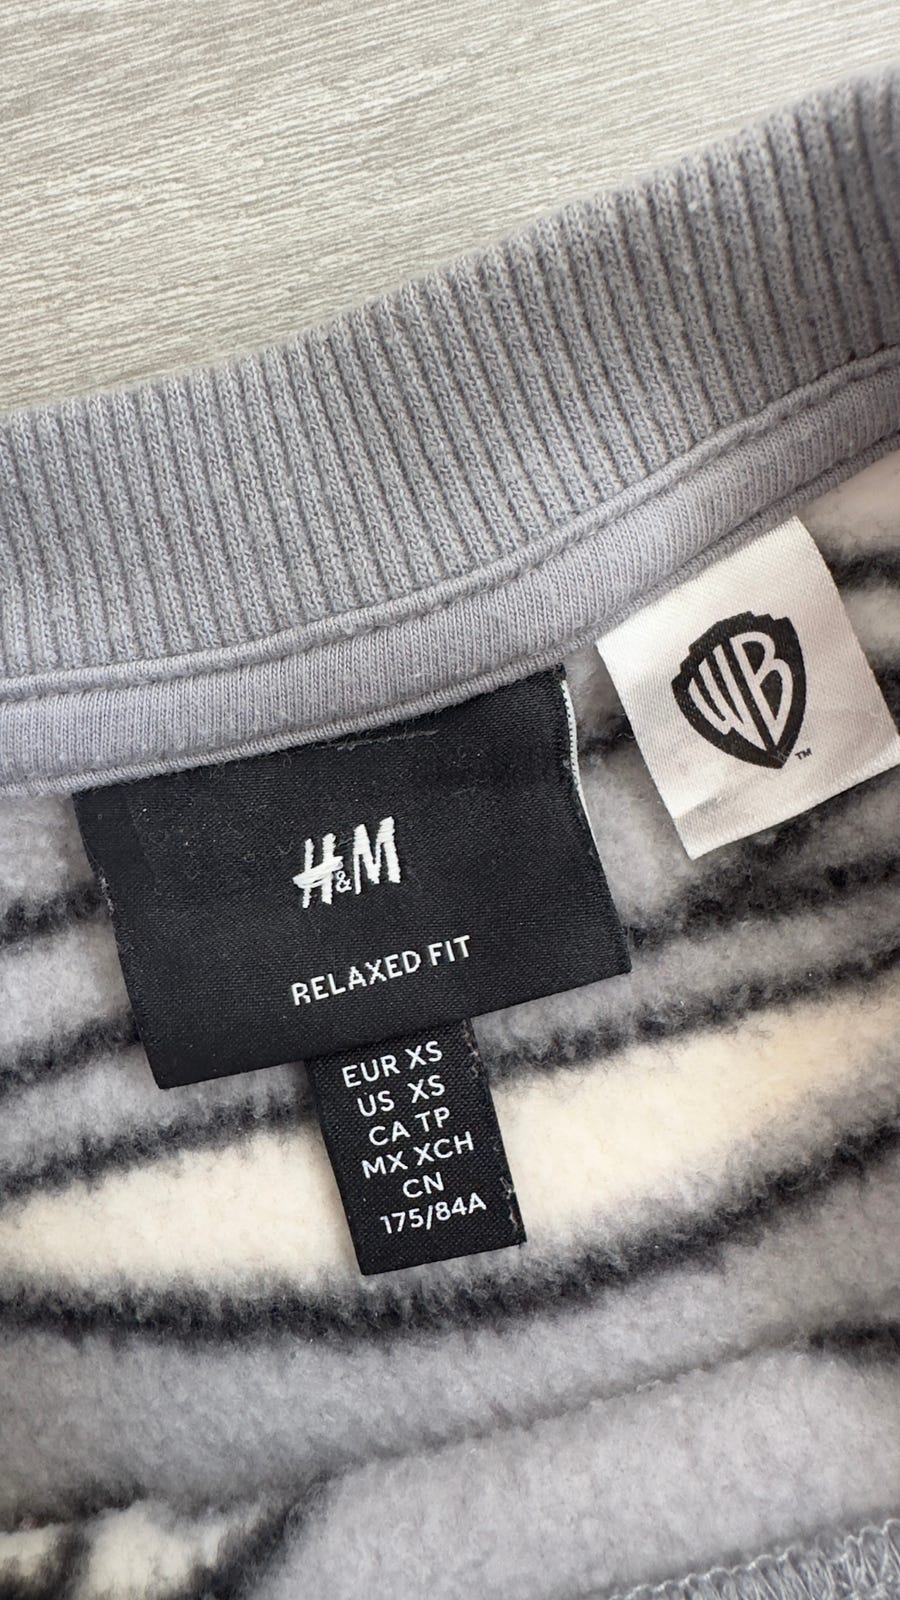 H&M
RELAXED FIT
EUR XS
US XS
CA TP
MX XCH
CN
175/84A
WB
TM